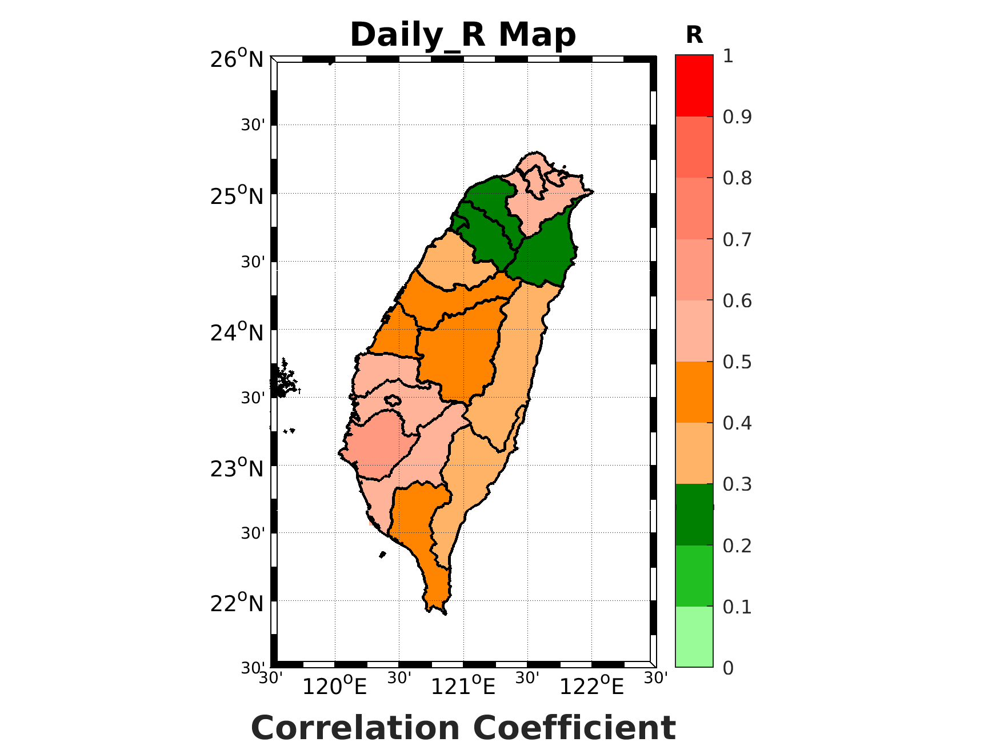 Daily_R Map
R
26°N
30'
25°N
30'
24°N
30'
23°N
30'
22°N
30'
30'
120°E
30'
121°E
30'
122°E
30'
1
0.9
0.8
0.7
0.6
0.5
0.4
0.3
0.2
0.1
0
Correlation Coefficient